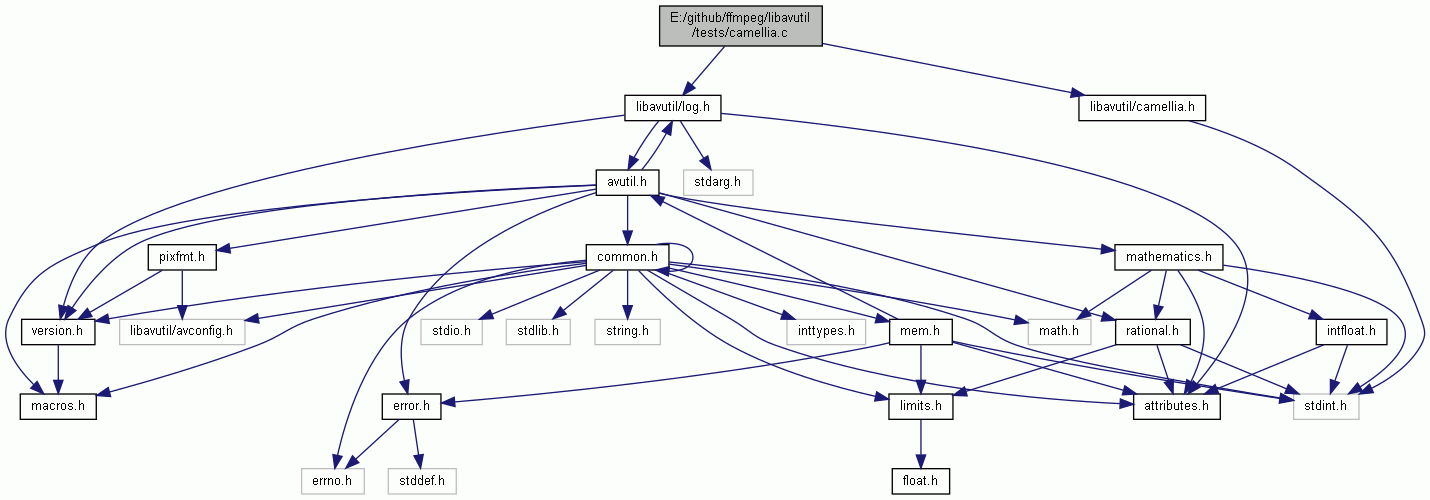 E:/github/ffmpeg/libavutil
/tests/camellia.c
libavutil/log.h
libavutil/camellia.h
avutil.h
stdarg.h
pixfmt.h
common.h
mathematics.h
version.h
libavutil/avconfig.h
stdio.h
stdlib.h
string.h
inttypes.h
mem.h
math.h
rational.h
intfloat.h
macros.h
error.h
limits.h
attributes.h
stdint.h
errno.h
stddef.h
float.h